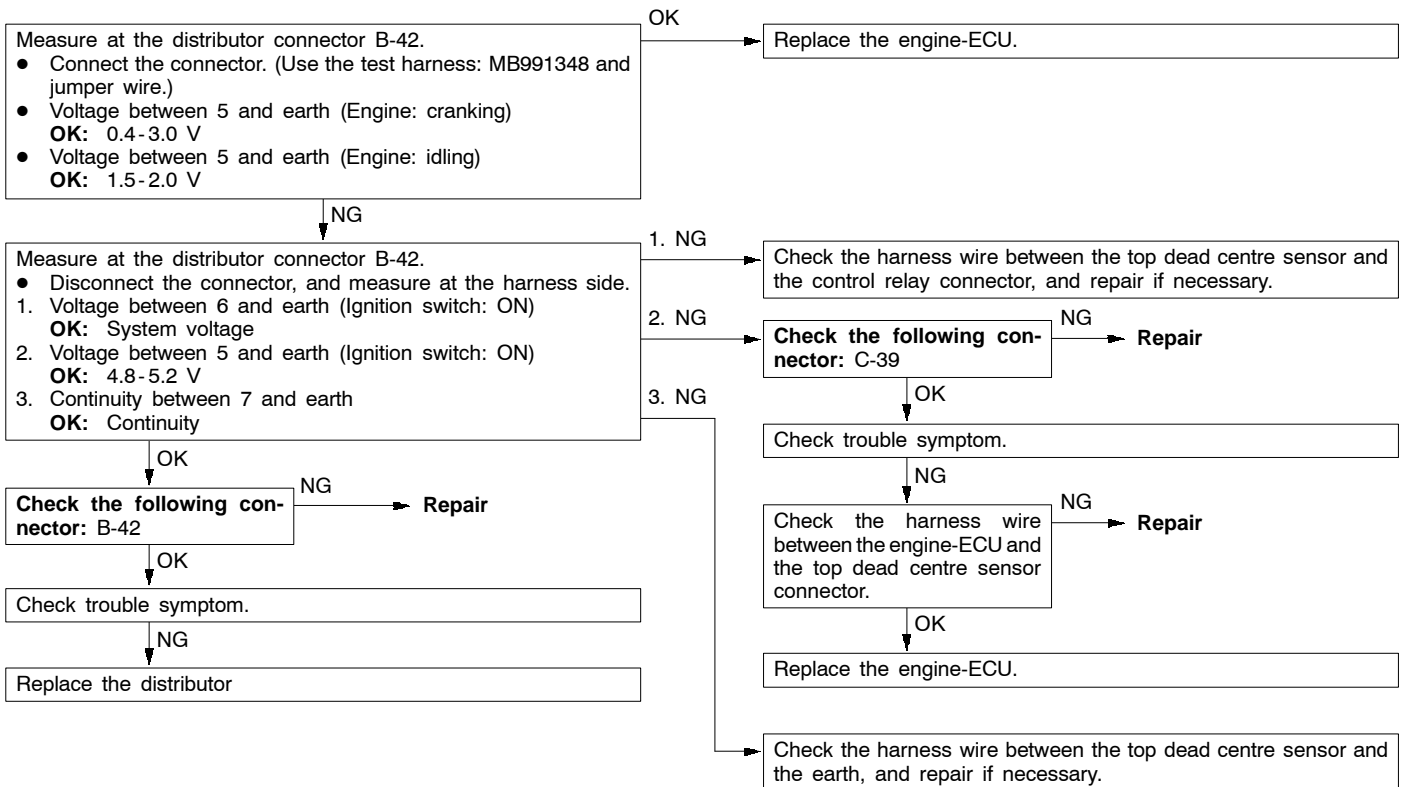 OK
Measure at the distributor connector B-42.
● Connect the connector. (Use the test harness: MB991348 and
jumper wire.)
● Voltage between 5 and earth (Engine: cranking)
OK: 0.4-3.0 V
● Voltage between 5 and earth (Engine: idling)
OK: 1.5-2.0 V
Replace the engine-ECU.
NG
Measure at the distributor connector B-42.
● Disconnect the connector, and measure at the harness side.
1. Voltage between 6 and earth (Ignition switch: ON)
OK: System voltage
2. Voltage between 5 and earth (Ignition switch: ON)
OK: 4.8-5.2 V
3. Continuity between 7 and earth
OK: Continuity
1. NG
Check the harness wire between the top dead centre sensor and
the control relay connector, and repair if necessary.
2. NG
Check the following con-
nector: C-39
NG
Repair
OK
Check trouble symptom.
NG
Check the harness wire
between the engine-ECU and
the top dead centre sensor
connector.
NG
Repair
OK
Replace the engine-ECU.
3. NG
Check the harness wire between the top dead centre sensor and
the earth, and repair if necessary.
OK
Check the following con-
nector: B-42
NG
Repair
OK
Check trouble symptom.
NG
Replace the distributor